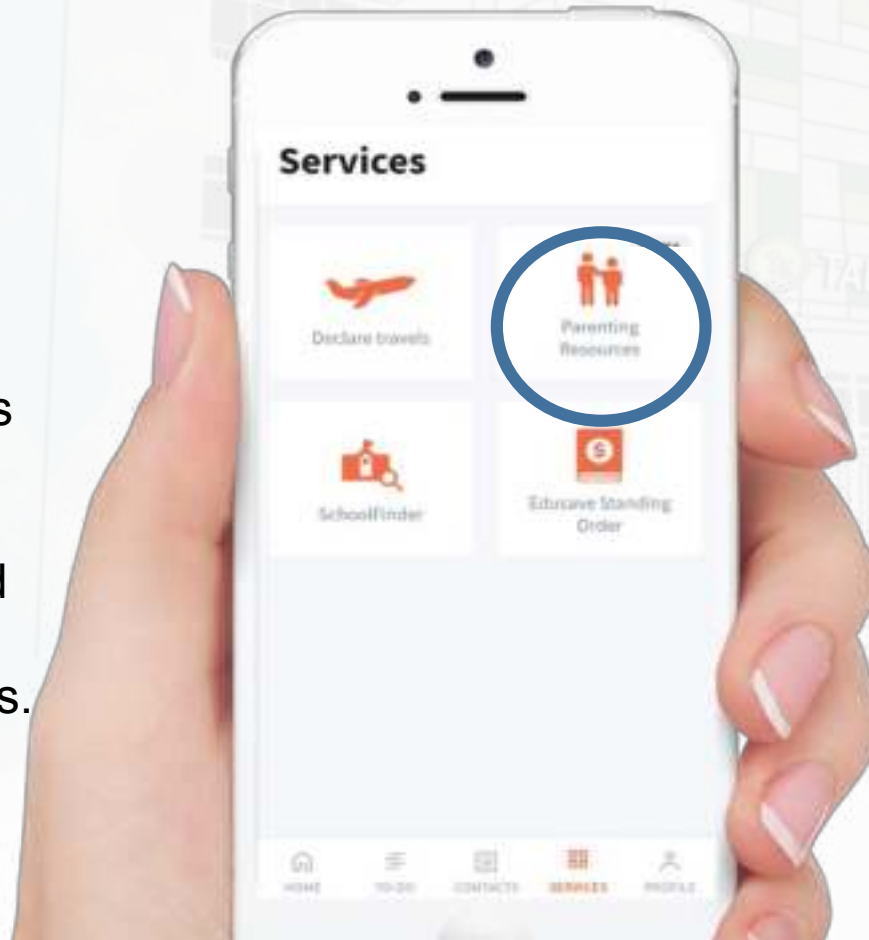 Services
Declare travels
Parenting
Resources
s
SchoolFinder
Edusave Standing
Order
d
s.
HOME
TO-DO
CONTACTS
SERVICES
PROFILE